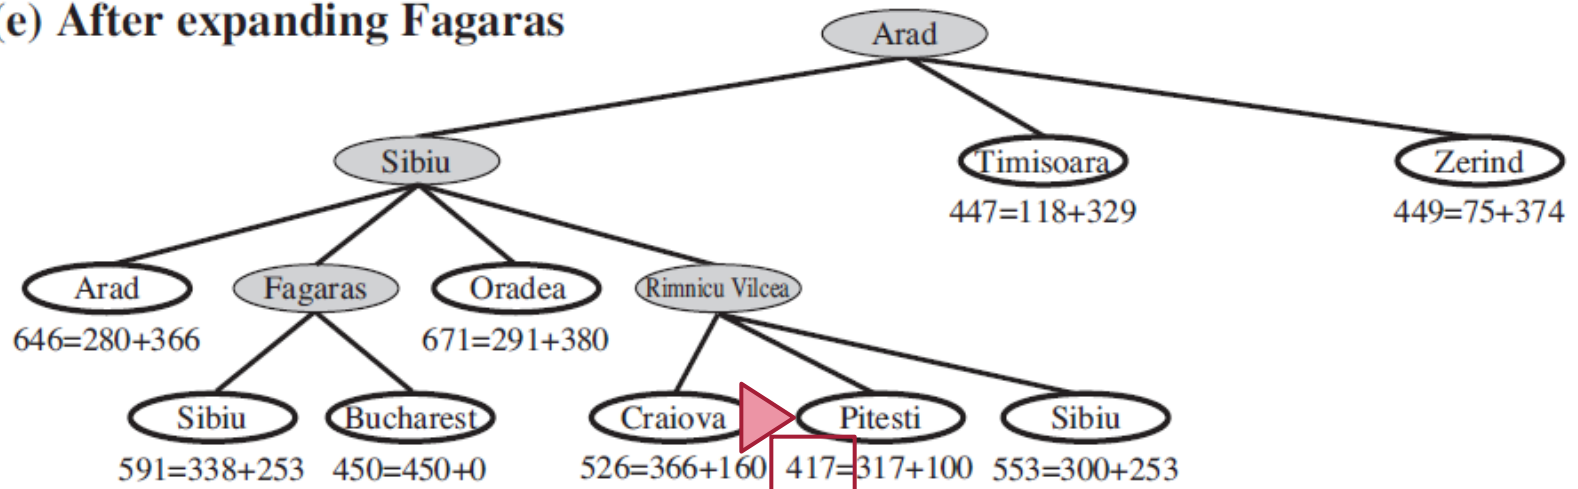 (e) After expanding Fagaras
Arad
Sibiu Timisoara Zerind
447=118+329 449=75+374
Arad Fagaras Oradea Rimnicu Vilcea
646=280+366 671=291+380
Sibiu Bucharest Craiova Pitesti Sibiu
591=338+253 450=450+0 526=366+160 417=317+100 553=300+253